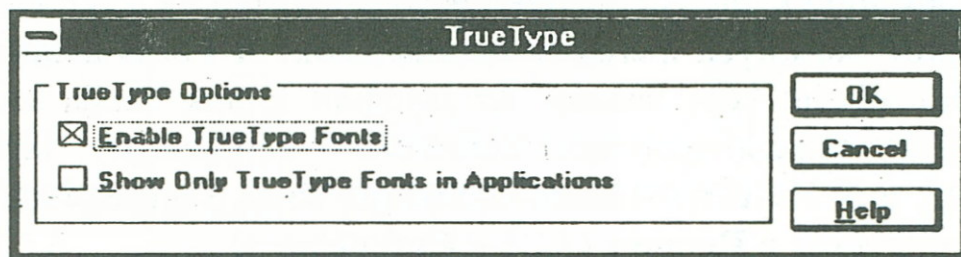 TrueType
TrueType Options
Enable TrueType Fonts
Show Only TrueType Fonts in Applications
OK
Cancel
Help